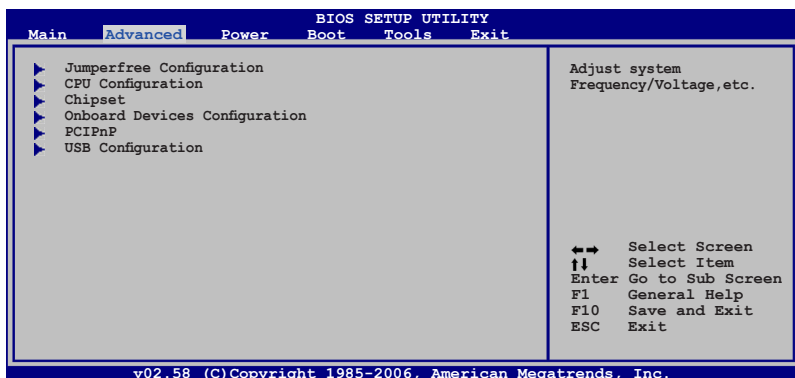 BIOS SETUP UTILITY
Main Advanced Power Boot Tools Exit
Jumperfree Configuration
CPU Configuration
Chipset
Onboard Devices Configuration
PCIPnP
USB Configuration
Adjust system
Frequency/Voltage,etc.
←→ Select Screen
↑↓ Select Item
Enter Go to Sub Screen
F1 General Help
F10 Save and Exit
ESC Exit
v02.58 (C)Copyright 1985-2006, American Megatrends, Inc.